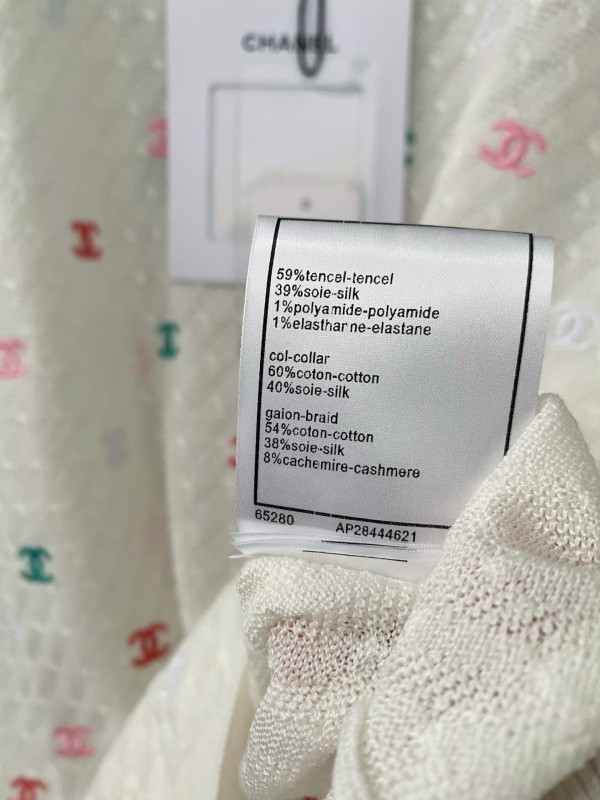 CHANEL
59%tencel-tencel
39%soie-silk
1%polyamide-polyamide
1%elasthanne-elastane
col-collar
60%coton-cotton
40%soie-silk
gaion-braid
54%coton-cotton
38%soie-silk
8%cachemire-cashmere
65280 AP28444621